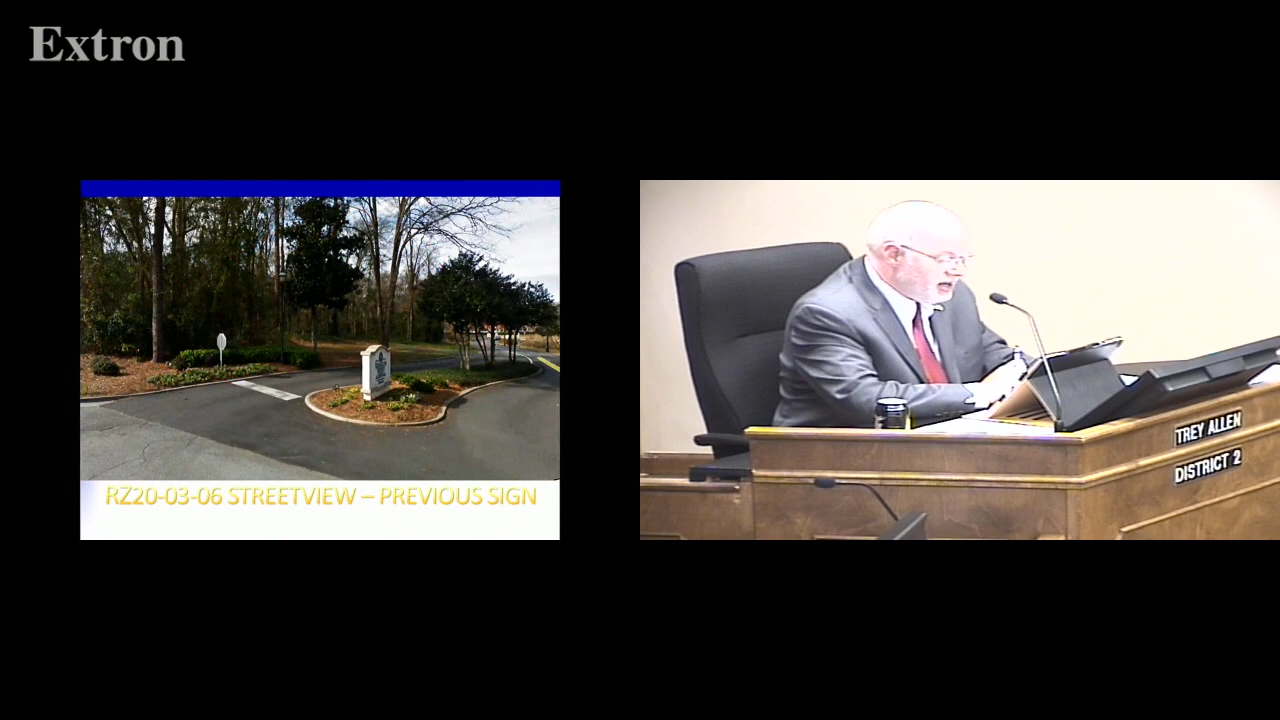 Extron
RZ20-03-06 STREETVIEW – PREVIOUS SIGN
TREY ALLEN
DISTRICT 2